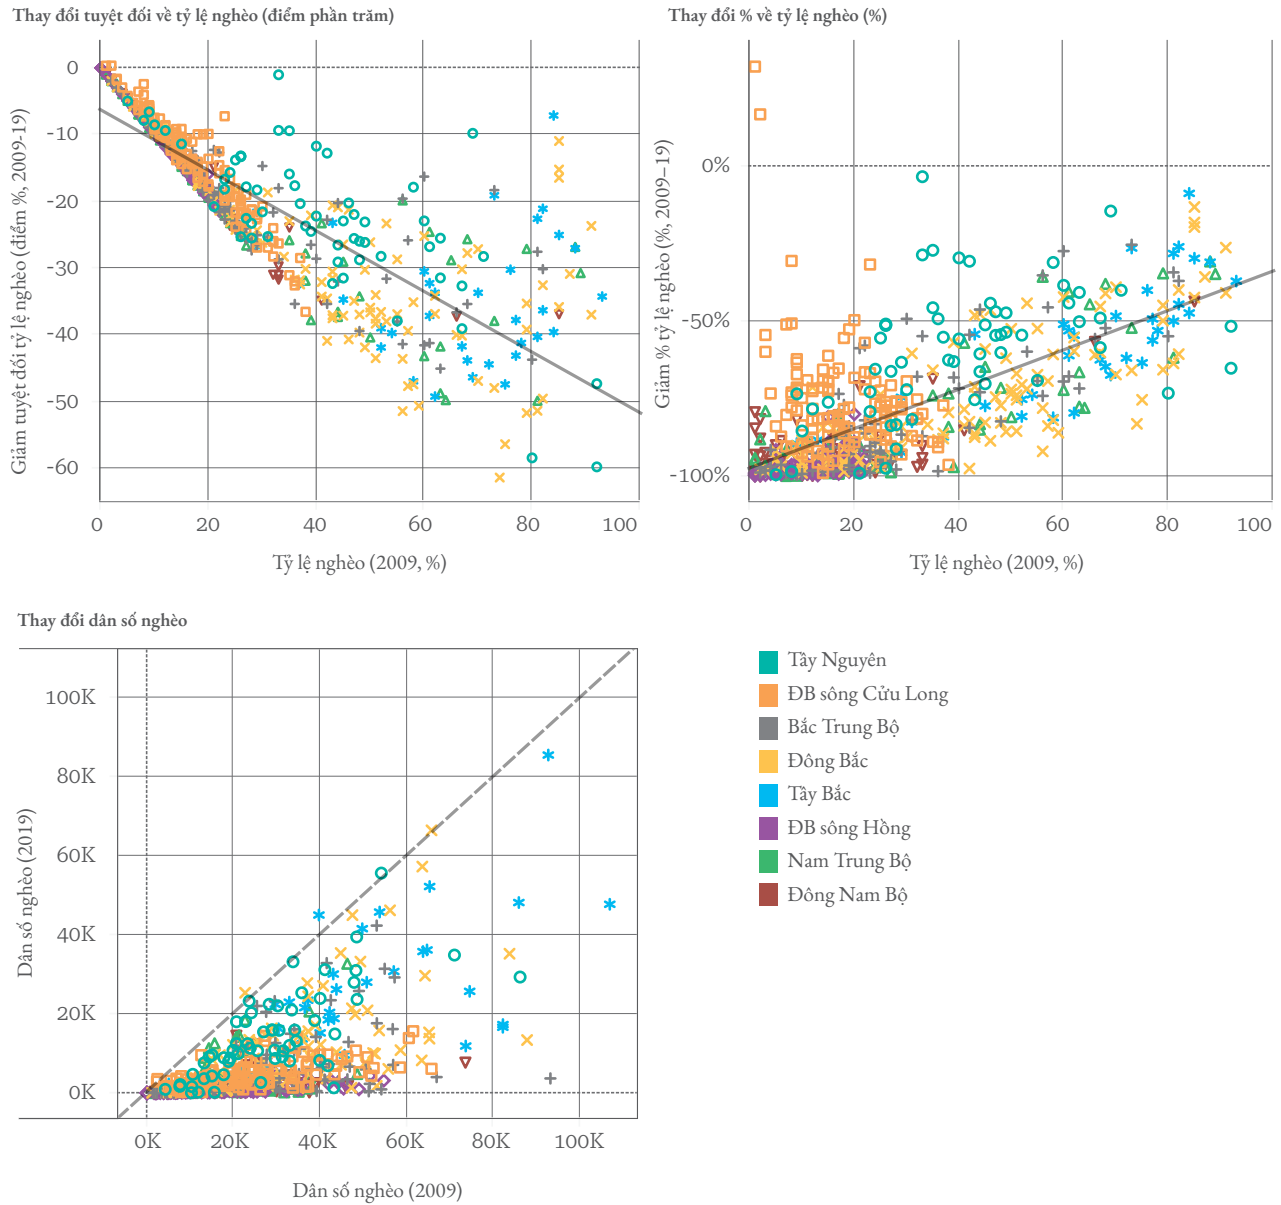 Thay đổi tuyệt đối về tỷ lệ nghèo (điểm phần trăm)
Giảm tuyệt đối tỷ lệ nghèo (điểm %, 2009-19)
0
-10
-20
-30
-40
-50
-60
0
20
40
60
80
100
Tỷ lệ nghèo (2009, %)
Thay đổi % về tỷ lệ nghèo (%)
Giảm % tỷ lệ nghèo (%, 2009–19)
0%
-50%
-100%
0
20
40
60
80
100
Tỷ lệ nghèo (2009, %)
Thay đổi dân số nghèo
Dân số nghèo (2019)
100K
80K
60K
40K
20K
0K
0K
20K
40K
60K
80K
100K
Dân số nghèo (2009)
Tây Nguyên
ĐB sông Cửu Long
Bắc Trung Bộ
Đông Bắc
Tây Bắc
ĐB sông Hồng
Nam Trung Bộ
Đông Nam Bộ